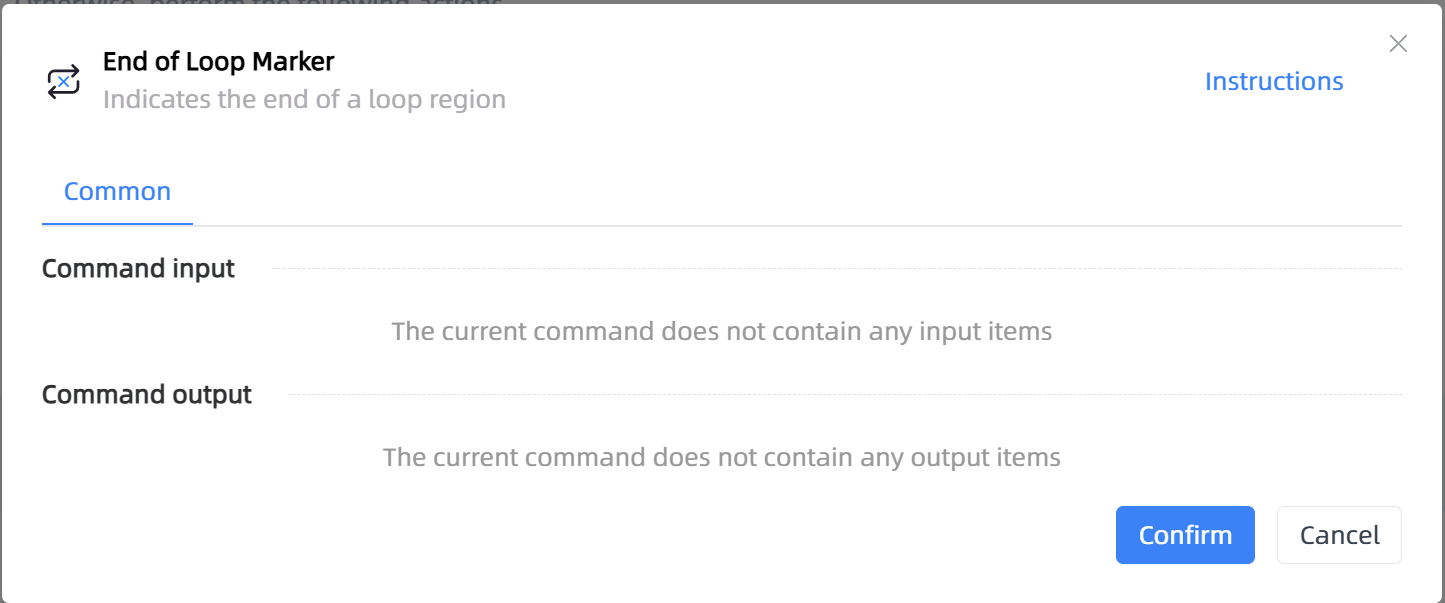 End of Loop Marker
Indicates the end of a loop region
Instructions
Common
Command input
The current command does not contain any input items
Command output
The current command does not contain any output items
Confirm
Cancel